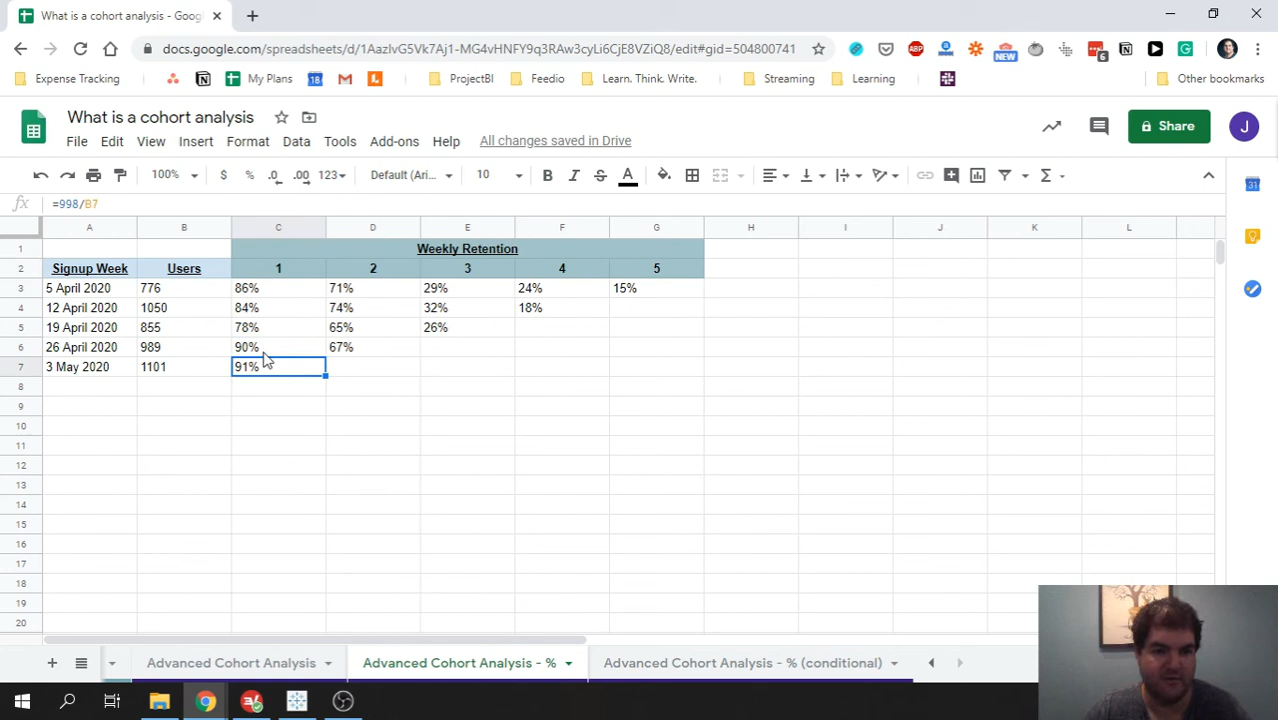 What is a cohort analysis - Goog
docs.google.com/spreadsheets/d/1AazIvG5Vk7Aj1-MG4vHNFY9q3RAw3cyLi6CjE8VZiQ8/edit#gid=504800741
ABP
NEW
6
Expense Tracking
My Plans
18
ProjectBI
Feedio
Learn. Think. Write.
Streaming
Learning
Other bookmarks
What is a cohort analysis
File Edit View Insert Format Data Tools Add-ons Help All changes saved in Drive
Share
J
100% $ % .0 .00 123 Default (Ari... 10 B I S A
31
fx =998/B7
A B C D E F G H I J K L
1 Weekly Retention
2 Signup Week Users 1 2 3 4 5
3 5 April 2020 776 86% 71% 29% 24% 15%
4 12 April 2020 1050 84% 74% 32% 18%
5 19 April 2020 855 78% 65% 26%
6 26 April 2020 989 90% 67%
7 3 May 2020 1101 91%
8
9
10
11
12
13
14
15
16
17
18
19
20
Advanced Cohort Analysis Advanced Cohort Analysis - % Advanced Cohort Analysis - % (conditional)